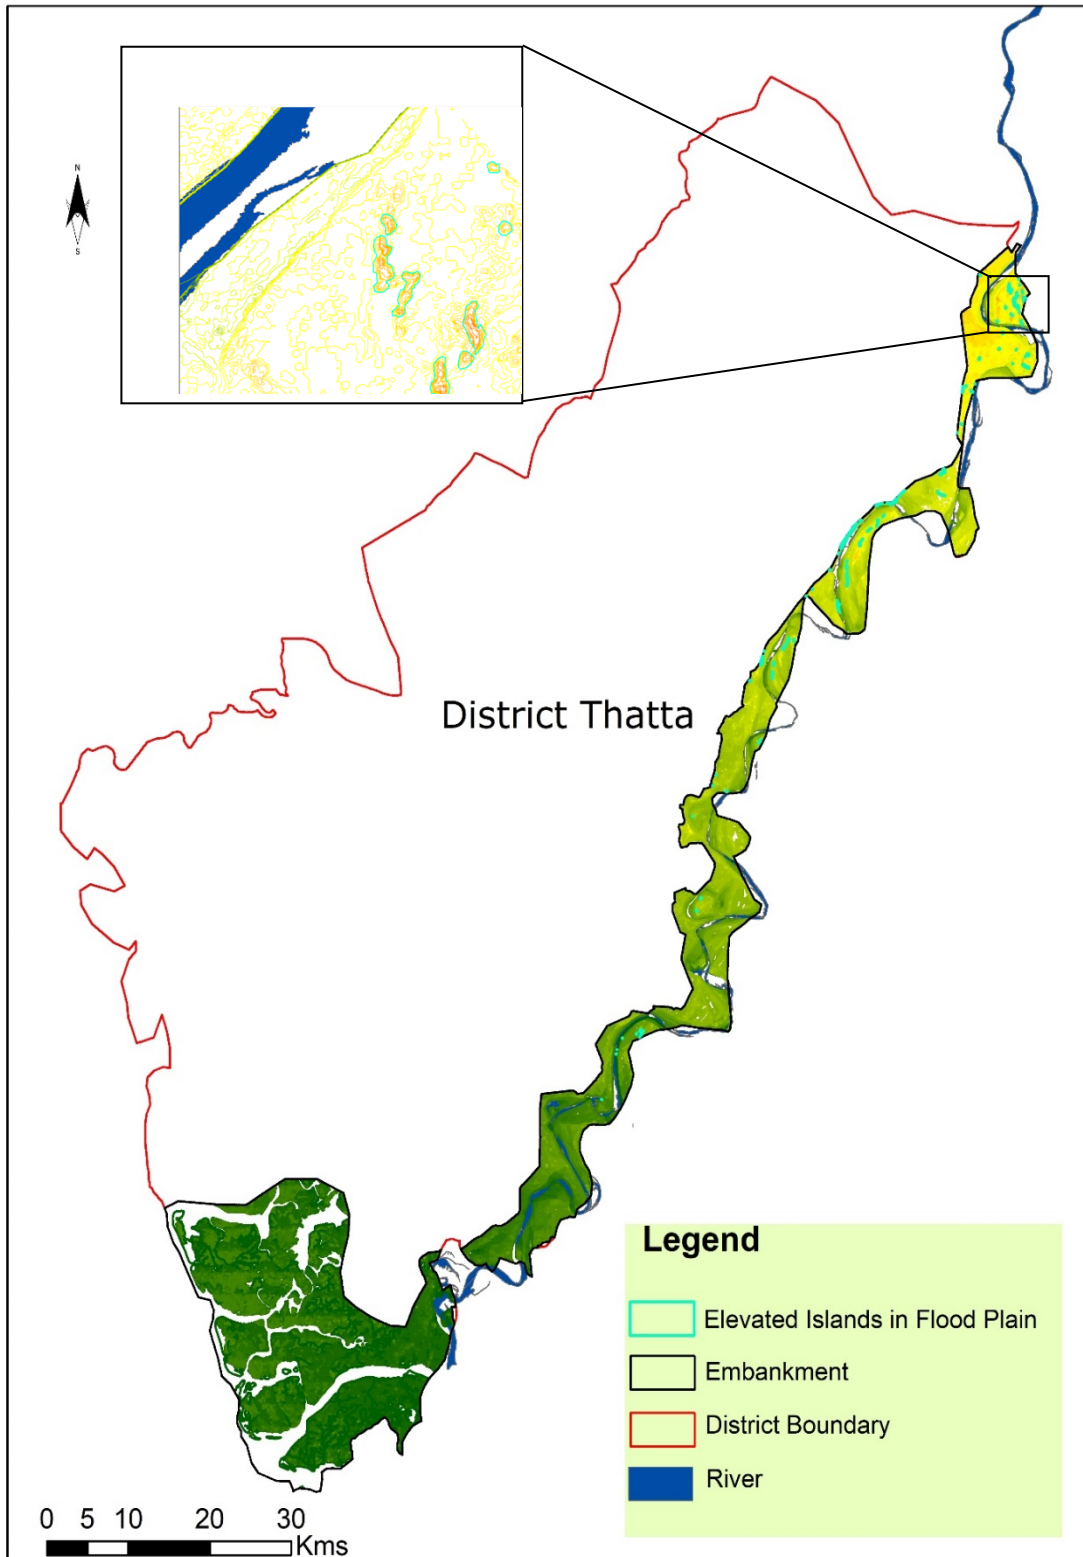 N
S
District Thatta
Legend
Elevated Islands in Flood Plain
Embankment
District Boundary
River
0 5 10 20 30
Kms